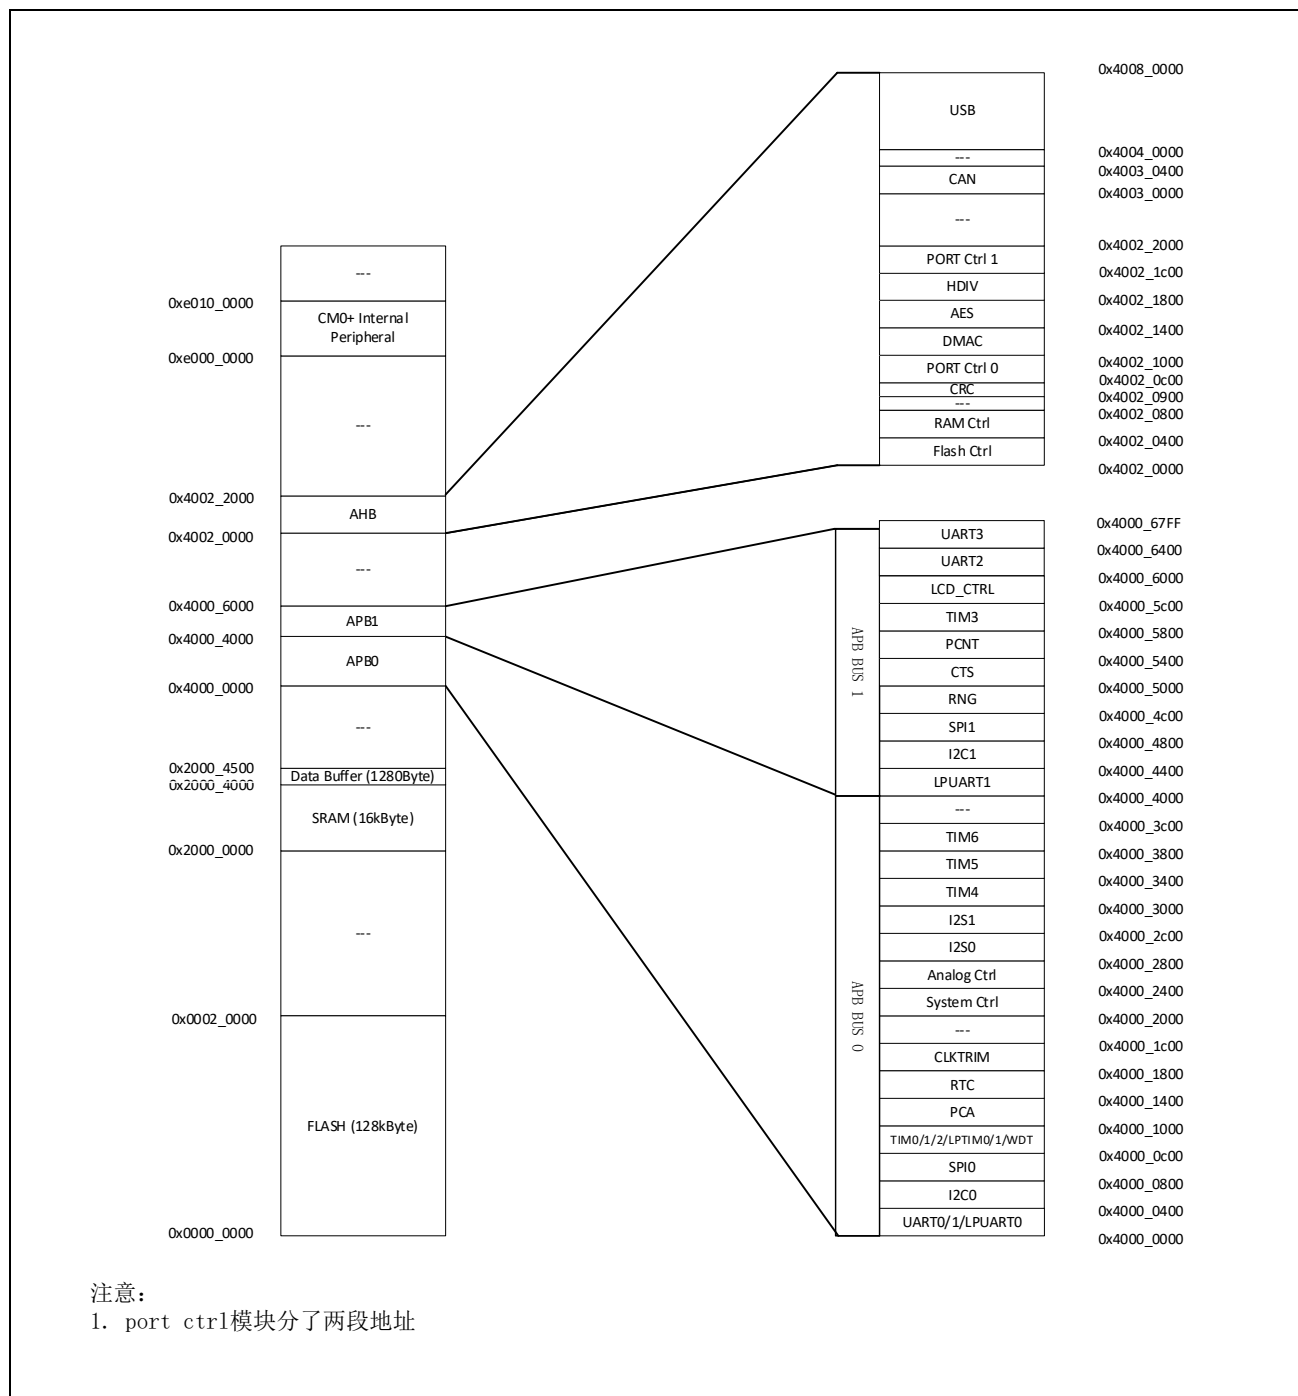 0x4008_0000
USB
0x4004_0000
---
0x4003_0400
CAN
0x4003_0000
---
0x4002_2000
PORT Ctrl 1
0x4002_1c00
HDIV
0x4002_1800
AES
0x4002_1400
DMAC
0x4002_1000
PORT Ctrl 0
0x4002_0c00
CRC
0x4002_0900
---
0x4002_0800
RAM Ctrl
0x4002_0400
Flash Ctrl
0x4002_0000
---
0xe010_0000
CM0+ Internal
Peripheral
0xe000_0000
---
0x4002_2000
AHB
0x4002_0000
---
0x4000_6000
APB1
0x4000_4000
APB0
0x4000_0000
---
0x2000_4500
Data Buffer (1280Byte)
0x2000_4000
SRAM (16kByte)
0x2000_0000
---
0x0002_0000
FLASH (128kByte)
0x0000_0000
APB BUS 1
0x4000_67FF
UART3
0x4000_6400
UART2
0x4000_6000
LCD_CTRL
0x4000_5c00
TIM3
0x4000_5800
PCNT
0x4000_5400
CTS
0x4000_5000
RNG
0x4000_4c00
SPI1
0x4000_4800
I2C1
0x4000_4400
LPUART1
0x4000_4000
APB BUS 0
---
0x4000_3c00
TIM6
0x4000_3800
TIM5
0x4000_3400
TIM4
0x4000_3000
I2S1
0x4000_2c00
I2S0
0x4000_2800
Analog Ctrl
0x4000_2400
System Ctrl
0x4000_2000
---
0x4000_1c00
CLKTRIM
0x4000_1800
RTC
0x4000_1400
PCA
0x4000_1000
TIM0/1/2/LPTIM0/1/WDT
0x4000_0c00
SPI0
0x4000_0800
I2C0
0x4000_0400
UART0/1/LPUART0
0x4000_0000
注意：
1. port ctrl模块分了两段地址